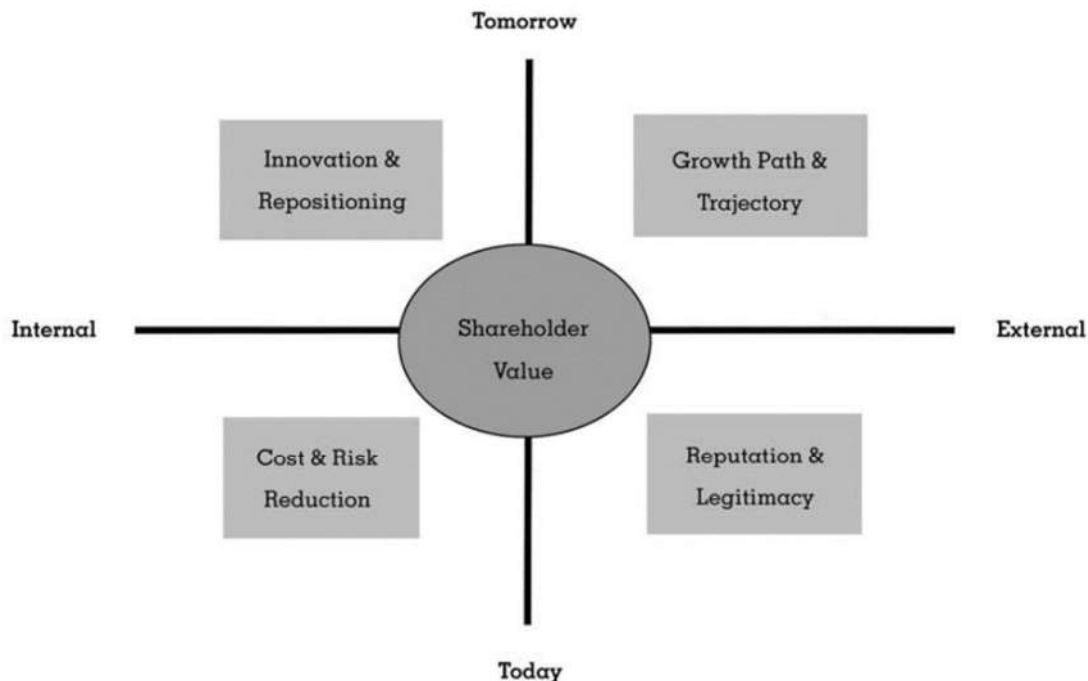 Tomorrow
Innovation &
Repositioning
Growth Path &
Trajectory
Internal
Shareholder
Value
External
Cost & Risk
Reduction
Reputation &
Legitimacy
Today